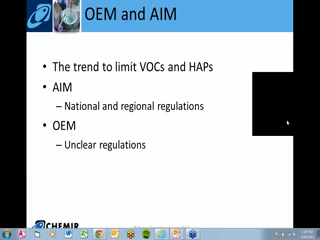 OEM and AIM
• The trend to limit VOCs and HAPs
• AIM
– National and regional regulations
• OEM
– Unclear regulations
CHEMIR